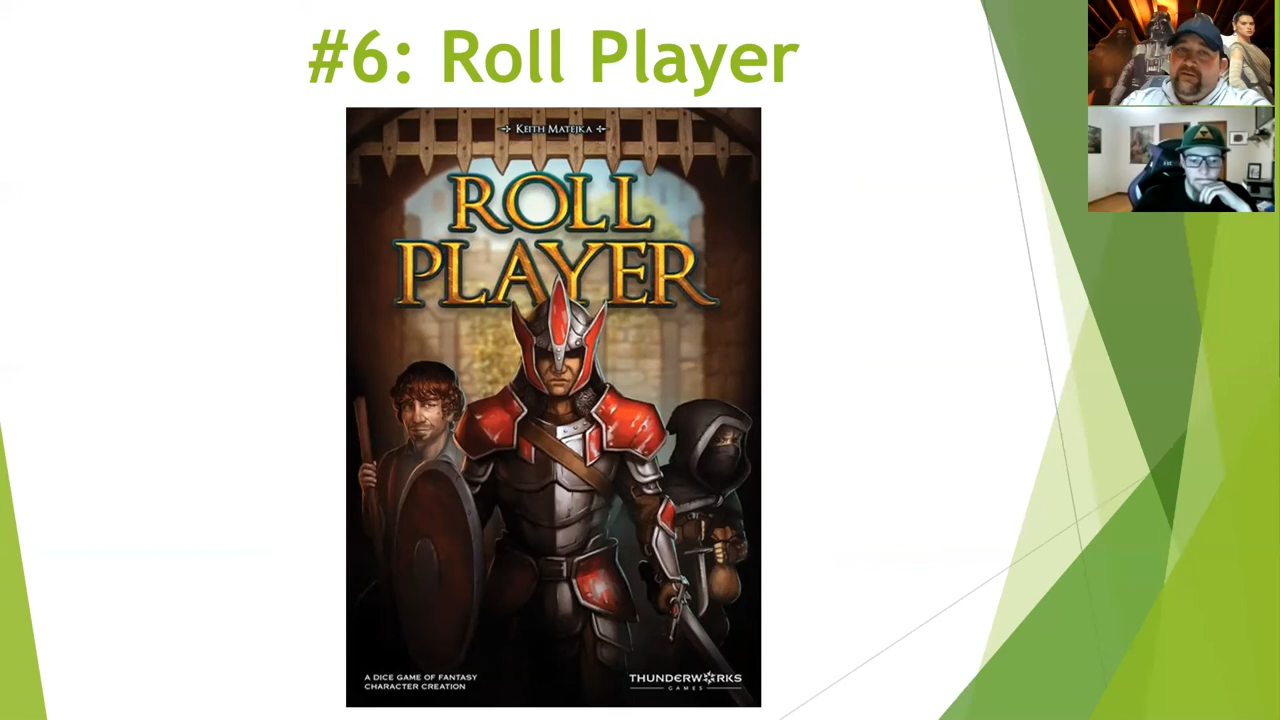 #6: Roll Player
KEITH MATEJKA
ROLL
PLAYER
A DICE GAME OF FANTASY
CHARACTER CREATION
THUNDERWORKS
GAMES